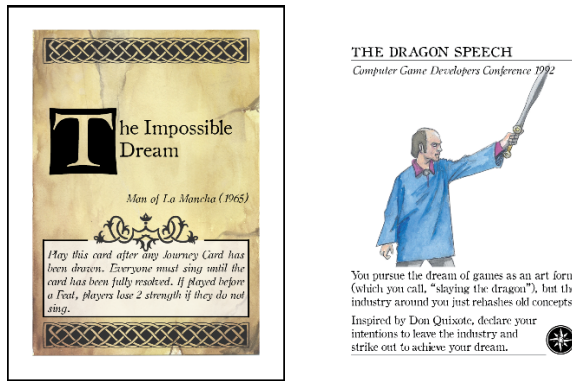 The Impossible
Dream
Man of La Mancha (1965)
Play this card after any Journey Card has
been drawn. Everyone must sing until the
card has been fully resolved. If played before
a Feat, players lose 2 strength if they do not
sing.
THE DRAGON SPEECH
Computer Game Developers Conference 1992
You pursue the dream of games as an art form
(which you call, "slaying the dragon"), but the
industry around you just rehashes old concepts
Inspired by Don Quixote, declare your
intentions to leave the industry and
strike out to achieve your dream.